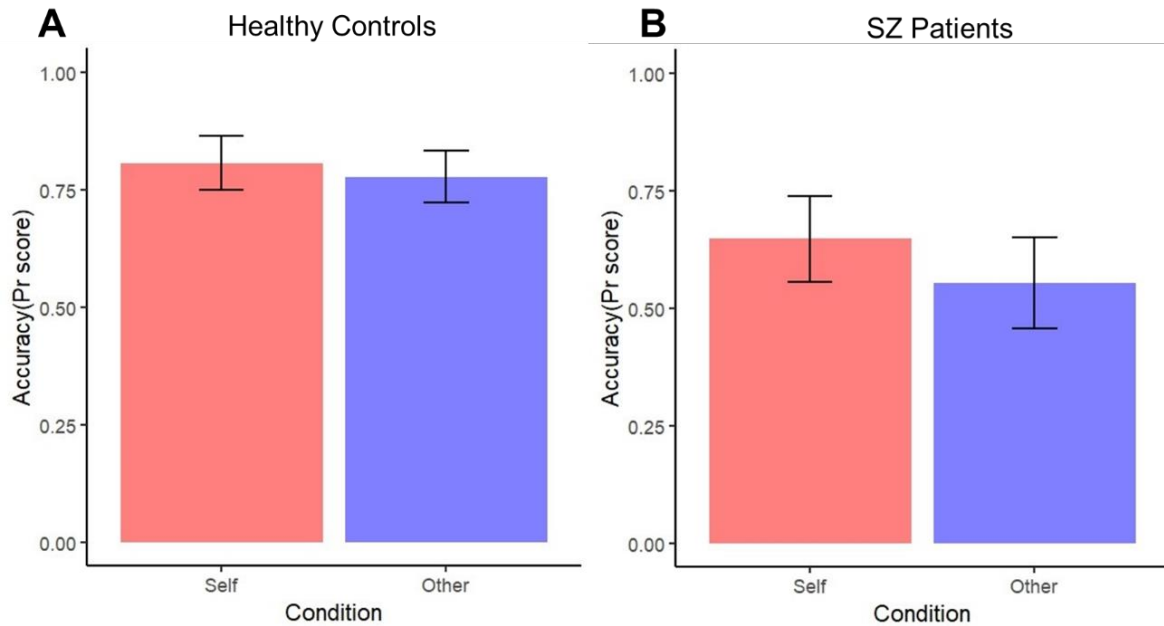 A
Healthy Controls
Accuracy(Pr score)
1.00
0.75
0.50
0.25
0.00
Self
Other
Condition
B
SZ Patients
Accuracy(Pr score)
1.00
0.75
0.50
0.25
0.00
Self
Other
Condition